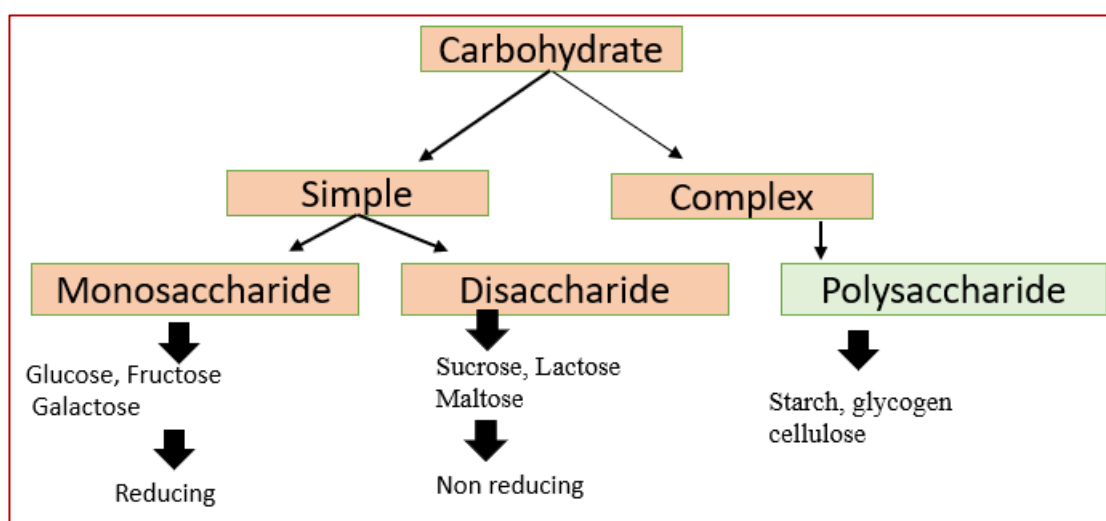 Carbohydrate
Simple
Complex
Monosaccharide
Disaccharide
Polysaccharide
Glucose, Fructose
Galactose
Sucrose, Lactose
Maltose
Starch, glycogen
cellulose
Reducing
Non reducing